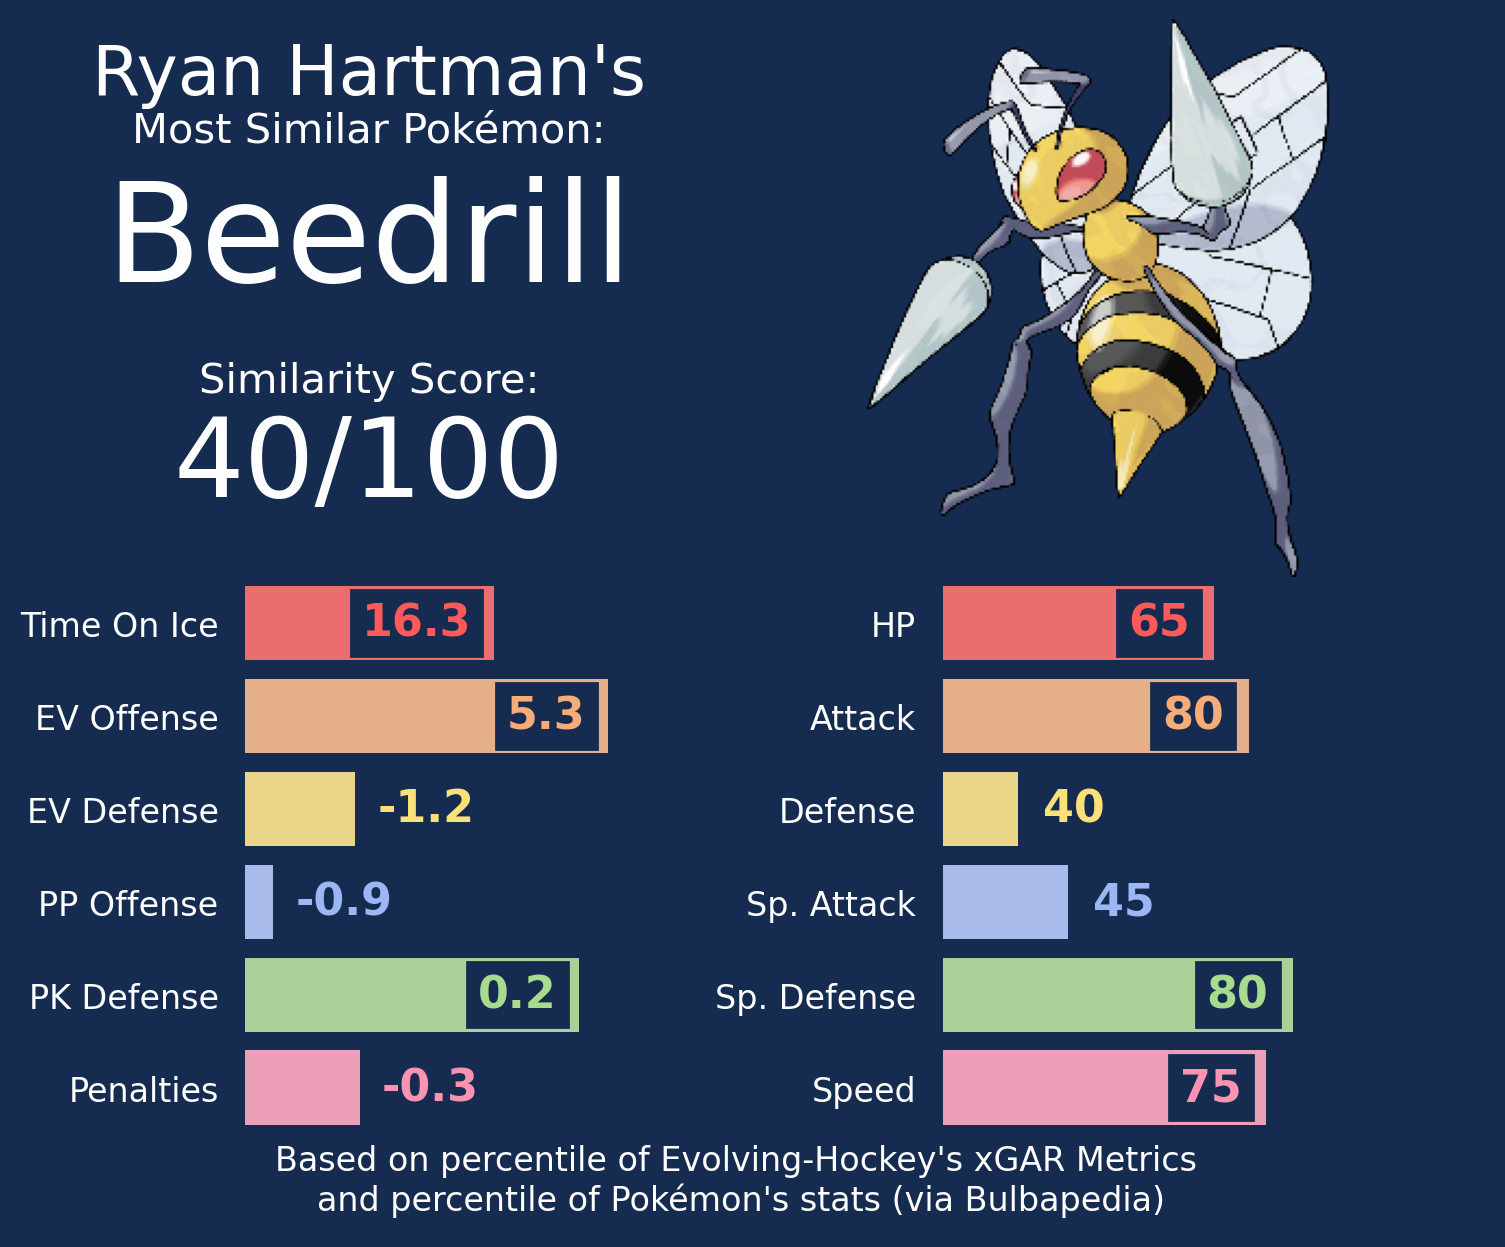 Ryan Hartman's
Most Similar Pokémon:
Beedrill
Similarity Score:
40/100
Time On Ice 16.3
EV Offense 5.3
EV Defense -1.2
PP Offense -0.9
PK Defense 0.2
Penalties -0.3
HP 65
Attack 80
Defense 40
Sp. Attack 45
Sp. Defense 80
Speed 75
Based on percentile of Evolving-Hockey's xGAR Metrics
and percentile of Pokémon's stats (via Bulbapedia)